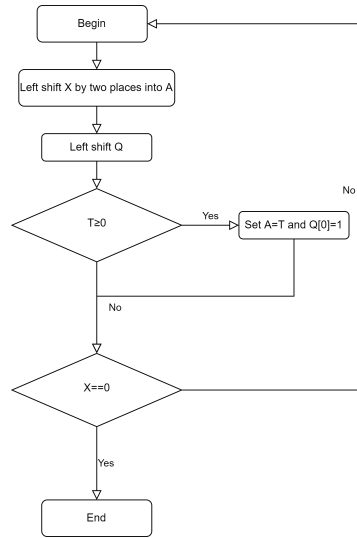 Begin
Left shift X by two places into A
Left shift Q
No
T≥0
Yes
Set A=T and Q[0]=1
No
X==0
Yes
End